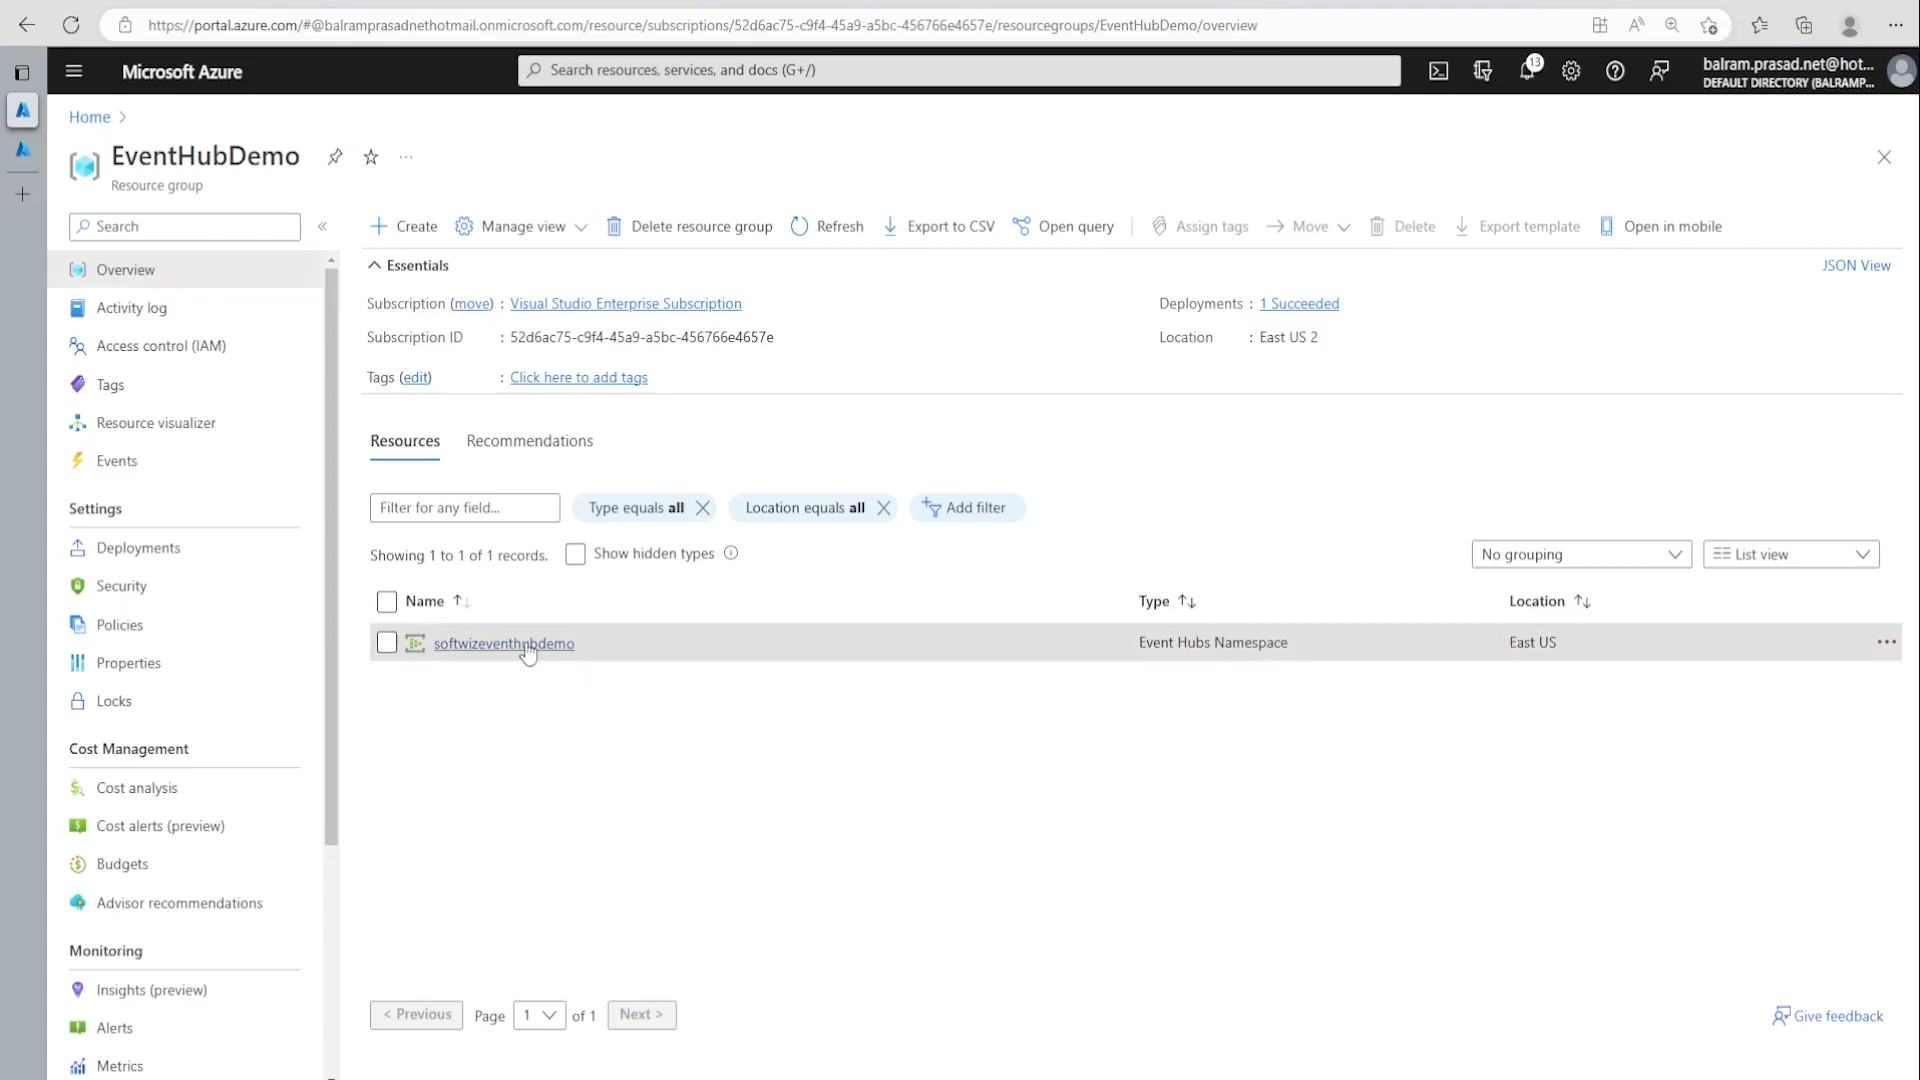 https://portal.azure.com/#@balramprasadnethotmail.onmicrosoft.com/resource/subscriptions/52d6ac75-c9f4-45a9-a5bc-456766e4657e/resourcegroups/EventHubDemo/overview
Microsoft Azure
Search resources, services, and docs (G+/)
13
balram.prasad.net@hot...
DEFAULT DIRECTORY (BALRAMP...
Home >
EventHubDemo
...
Resource group
Search
«
Create
Manage view
Delete resource group
Refresh
Export to CSV
Open query
Assign tags
Move
Delete
Export template
Open in mobile
Overview
Activity log
Access control (IAM)
Tags
Resource visualizer
Events
Settings
Deployments
Security
Policies
Properties
Locks
Cost Management
Cost analysis
Cost alerts (preview)
Budgets
Advisor recommendations
Monitoring
Insights (preview)
Alerts
Metrics
Essentials
JSON View
Subscription (move) : Visual Studio Enterprise Subscription
Deployments : 1 Succeeded
Subscription ID : 52d6ac75-c9f4-45a9-a5bc-456766e4657e
Location : East US 2
Tags (edit) : Click here to add tags
Resources
Recommendations
Filter for any field...
Type equals all
Location equals all
Add filter
Showing 1 to 1 of 1 records.
Show hidden types
No grouping
List view
Name
Type
Location
softwizeventhubdemo
Event Hubs Namespace
East US
...
< Previous
Page 1 of 1
Next >
Give feedback